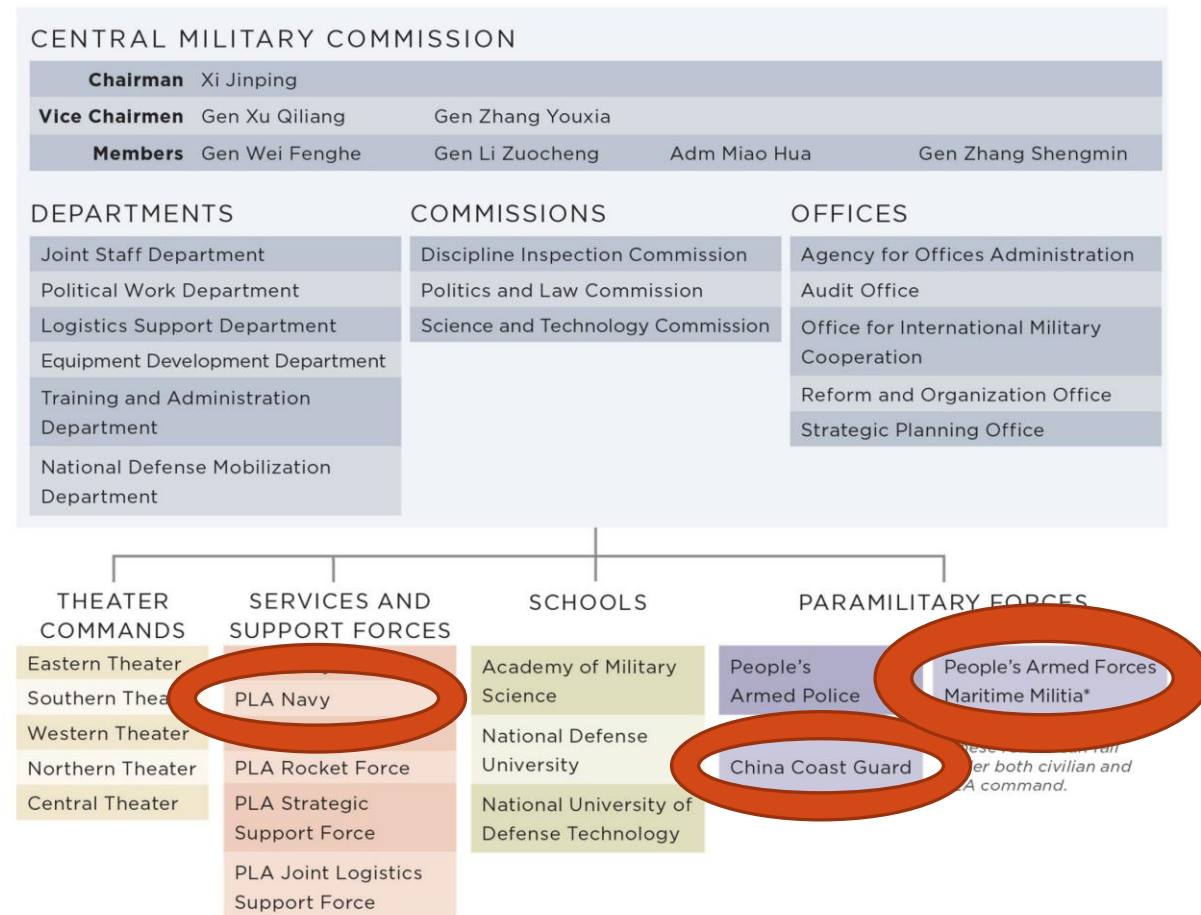 CENTRAL MILITARY COMMISSION
Chairman Xi Jinping
Vice Chairmen Gen Xu Qiliang Gen Zhang Youxia
Members Gen Wei Fenghe Gen Li Zuocheng Adm Miao Hua Gen Zhang Shengmin
DEPARTMENTS
Joint Staff Department
Political Work Department
Logistics Support Department
Equipment Development Department
Training and Administration
Department
National Defense Mobilization
Department
COMMISSIONS
Discipline Inspection Commission
Politics and Law Commission
Science and Technology Commission
OFFICES
Agency for Offices Administration
Audit Office
Office for International Military
Cooperation
Reform and Organization Office
Strategic Planning Office
THEATER
COMMANDS
Eastern Theater
Southern
Western Theater
Northern Theater
Central Theater
SERVICES AND
SUPPORT FORCES
PLA Navy
PLA Rocket Force
PLA Strategic
Support Force
PLA Joint Logistics
Support Force
SCHOOLS
Academy of Military
Science
National Defense
University
National University of
Defense Technology
PARAMILITARY FORCES
People's
Armed Police
China Coast Guard
People's Armed Forces
Maritime Militia*
both civilian and
command.